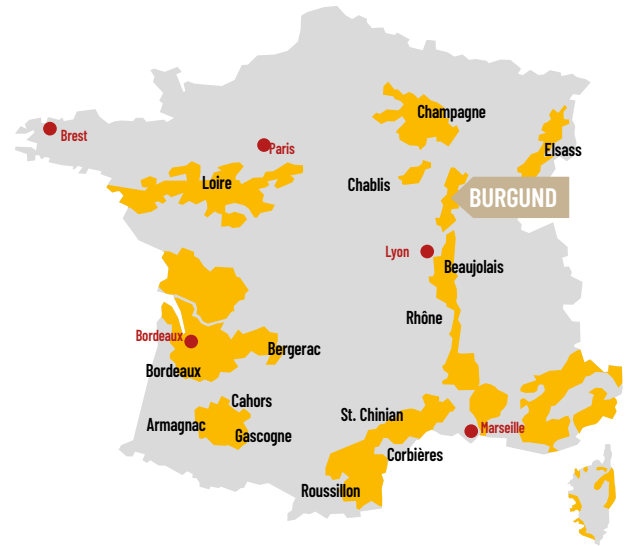 Champagne
Brest
Paris
Elsass
Loire
Chablis
BURGUND
Lyon
Beaujolais
Rhône
Bordeaux
Bergerac
Bordeaux
Cahors
St. Chinian
Armagnac
Marseille
Gascogne
Corbières
Roussillon